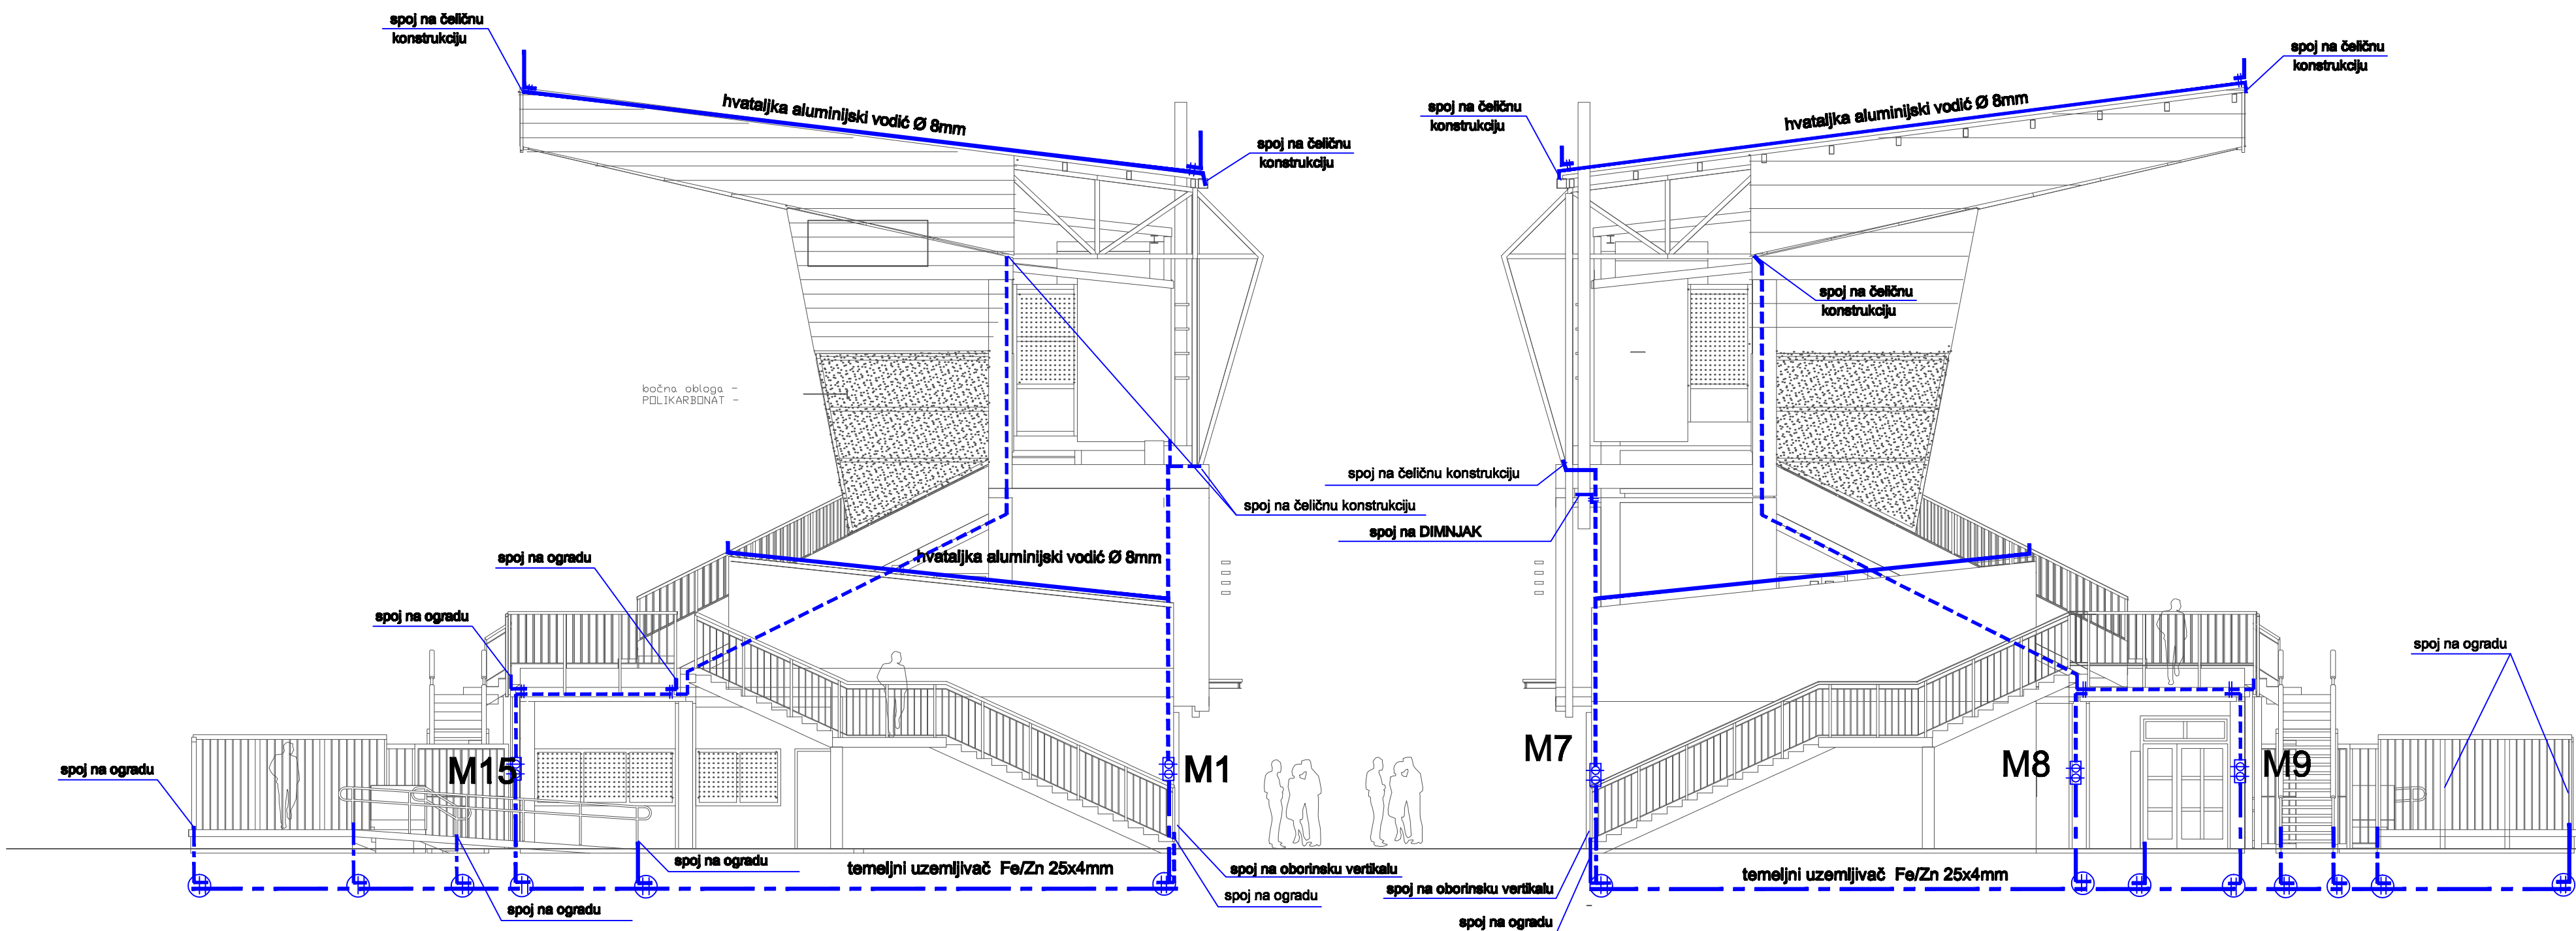 spoj na čeličnu
konstrukciju
hvataljka aluminijski vodić Ø 8mm
spoj na čeličnu
konstrukciju
bočna obloga -
POLIKARBONAT -
spoj na čeličnu konstrukciju
hvataljka aluminijski vodić Ø 8mm
spoj na ogradu
spoj na ogradu
spoj na ogradu
M15
M1
spoj na ogradu
temeljni uzemljivač Fe/Zn 25x4mm
spoj na ogradu
spoj na oborinsku vertikalu
spoj na ogradu
spoj na čeličnu
konstrukciju
hvataljka aluminijski vodić Ø 8mm
spoj na čeličnu
konstrukciju
spoj na čeličnu
konstrukciju
spoj na čeličnu konstrukciju
spoj na DIMNJAK
spoj na ogradu
M7
M8
M9
temeljni uzemljivač Fe/Zn 25x4mm
spoj na oborinsku vertikalu
spoj na ogradu